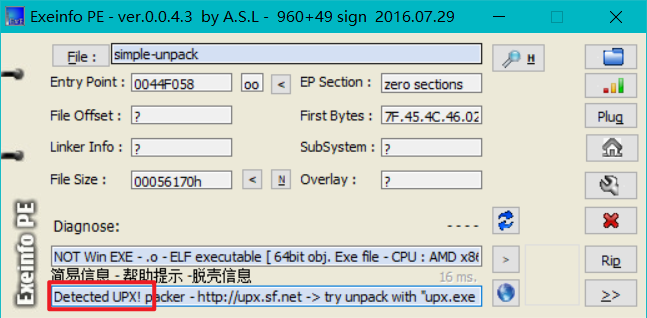 Exeinfo PE - ver.0.0.4.3 by A.S.L - 960+49 sign 2016.07.29
File : simple-unpack H
Entry Point : 0044F058 oo < EP Section : zero sections
File Offset : ? First Bytes : 7F.45.4C.46.02 Plug
Linker Info : ? SubSystem : ?
File Size : 00056170h < N Overlay : ?
Diagnose: ----
NOT Win EXE - .o - ELF executable [ 64bit obj. Exe file - CPU : AMD x86 > Rip
简易信息 - 帮助提示 -脱壳信息 16 ms.
Detected UPX! packer - http://upx.sf.net -> try unpack with "upx.exe >>
Exeinfo PE